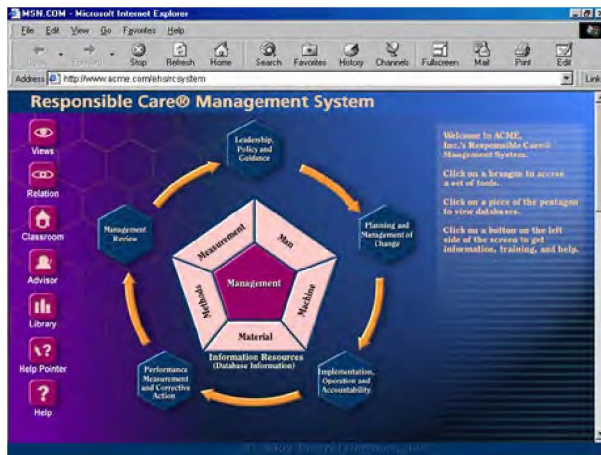 MSN.COM - Microsoft Internet Explorer
File Edit View Go Favorites Help
Stop Refresh Home Search Favorites History Channels Fullscreen Mail Print Edit
Address http://www.acme.com/ehs/rcsystem Link
Responsible Care® Management System
Views
Relation
Classroom
Advisor
Library
Help Pointer
Help
Leadership,
Policy and
Guidance
Planning and
Management of
Change
Implementation,
Operation and
Accountability
Performance
Measurement
and Corrective
Action
Management
Review
Measurement
Man
Machine
Material
Methods
Management
Information Resources
(Database Information)
Welcome to ACME,
Inc.'s Responsible Care®
Mangement System.
Click on a hexagon to access
a set of tools.
Click on a piece of the pentagon
to view databases.
Click on a button on the left
side of the screen to get
information, training, and help.